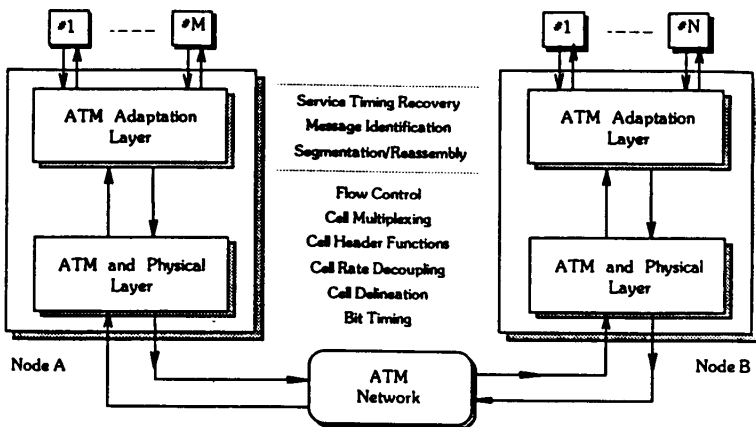 #1 #M
#1 #N
ATM Adaptation
Layer
Service Timing Recovery
Message Identification
Segmentation/Reassembly
ATM Adaptation
Layer
Flow Control
Cell Multiplexing
Cell Header Functions
Cell Rate Decoupling
Cell Delineation
Bit Timing
ATM and Physical
Layer
ATM and Physical
Layer
Node A
ATM
Network
Node B